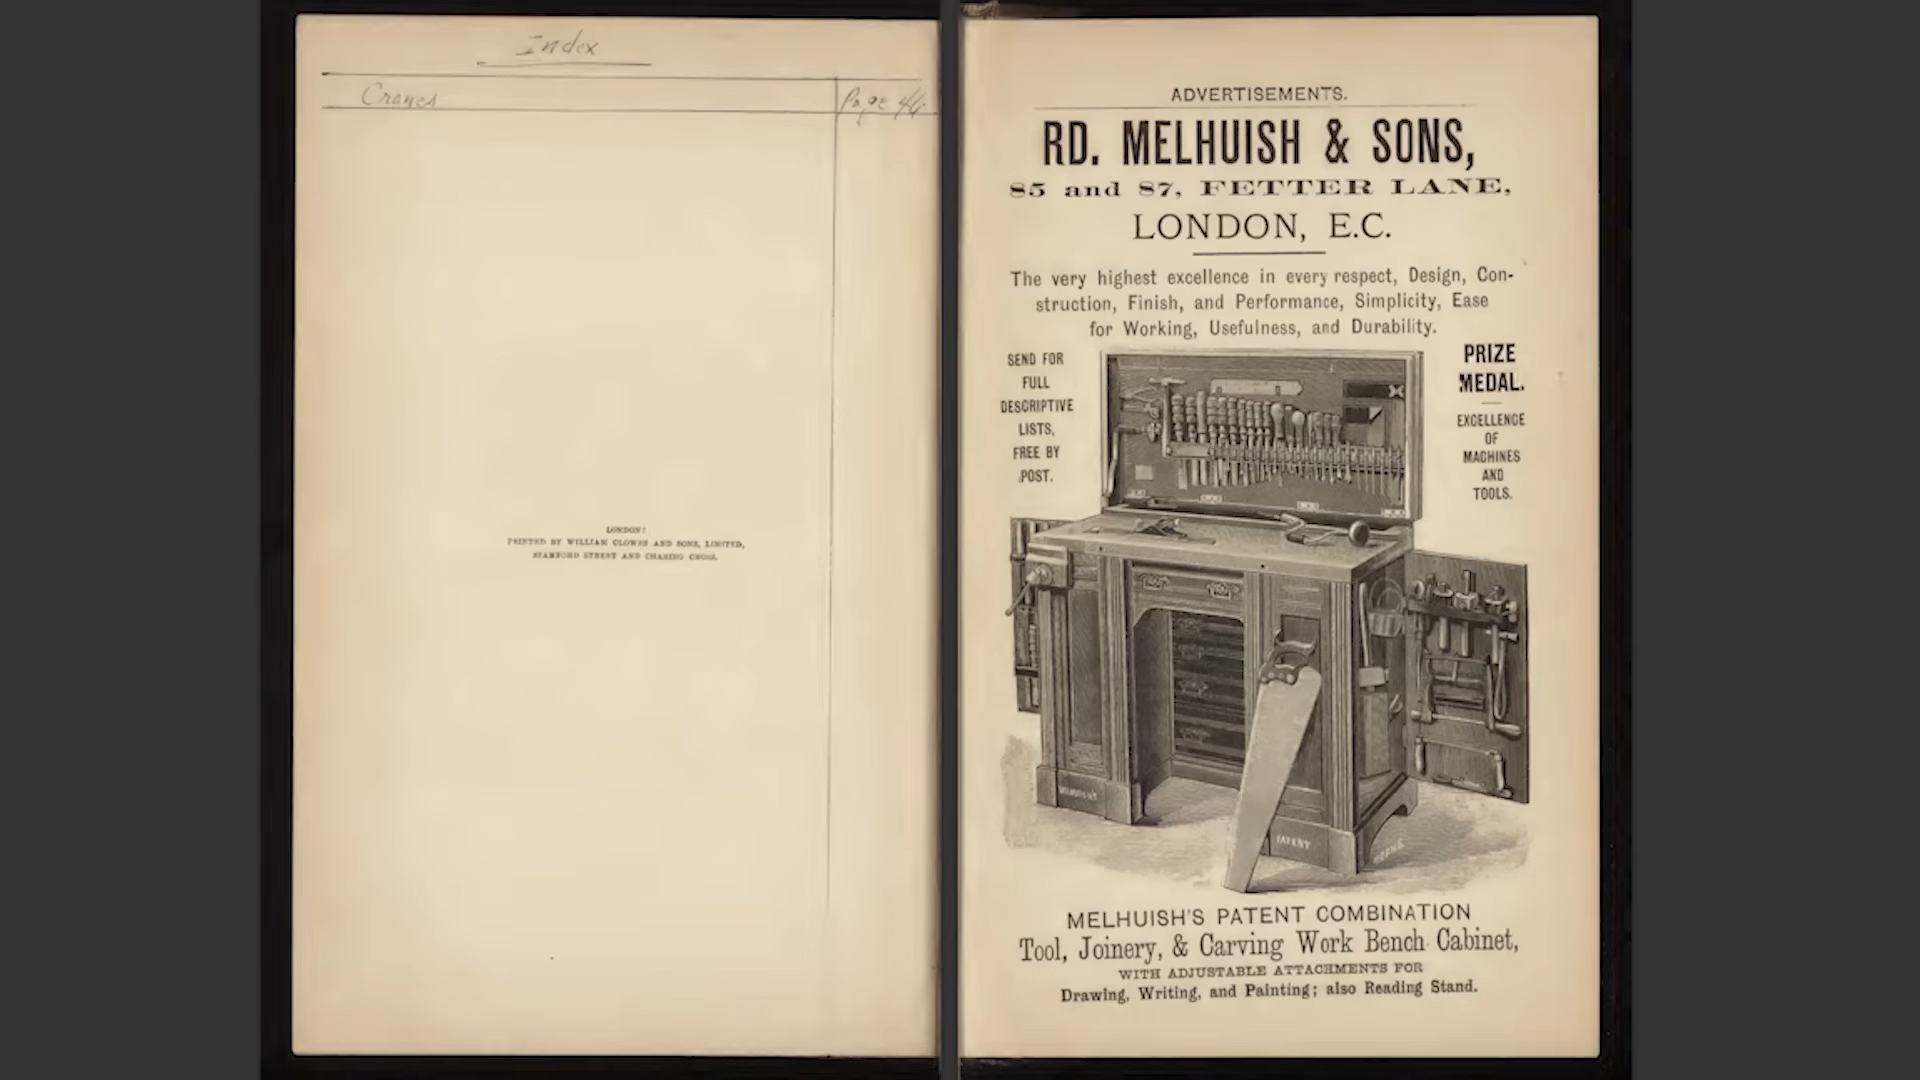 Index
Cranes Page 44
LONDON:
PRINTED BY WILLIAM CLOWES AND SONS, LIMITED,
STAMFORD STREET AND CHARING CROSS.
ADVERTISEMENTS.
RD. MELHUISH & SONS,
85 and 87, FETTER LANE,
LONDON, E.C.
The very highest excellence in every respect, Design, Con-
struction, Finish, and Performance, Simplicity, Ease
for Working, Usefulness, and Durability.
SEND FOR
FULL
DESCRIPTIVE
LISTS,
FREE BY
POST.
PRIZE
MEDAL.
EXCELLENCE
OF
MACHINES
AND
TOOLS.
MELHUISH'S
PATENT
MELHUISH'S PATENT COMBINATION
Tool, Joinery, & Carving Work Bench Cabinet,
WITH ADJUSTABLE ATTACHMENTS FOR
Drawing, Writing, and Painting; also Reading Stand.